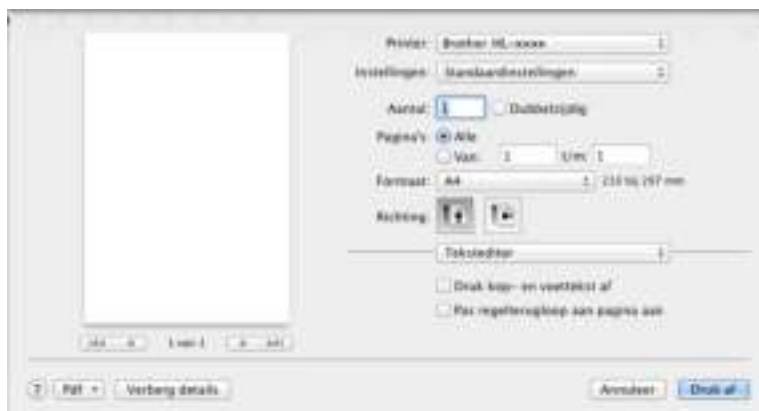 Printer: Brother HL-xxxx
Instellingen: Standaardinstellingen
Aantal: 1 Dubbelzijdig
Pagina's: Alle
Van: 1 t/m: 1
Formaat: A4 210 bij 297 mm
Richting:
Teksteditor
Druk kop- en voettekst af
Pas regelterugloop aan pagina aan
1 van 1
? Pdf Verberg details Annuleer Druk af